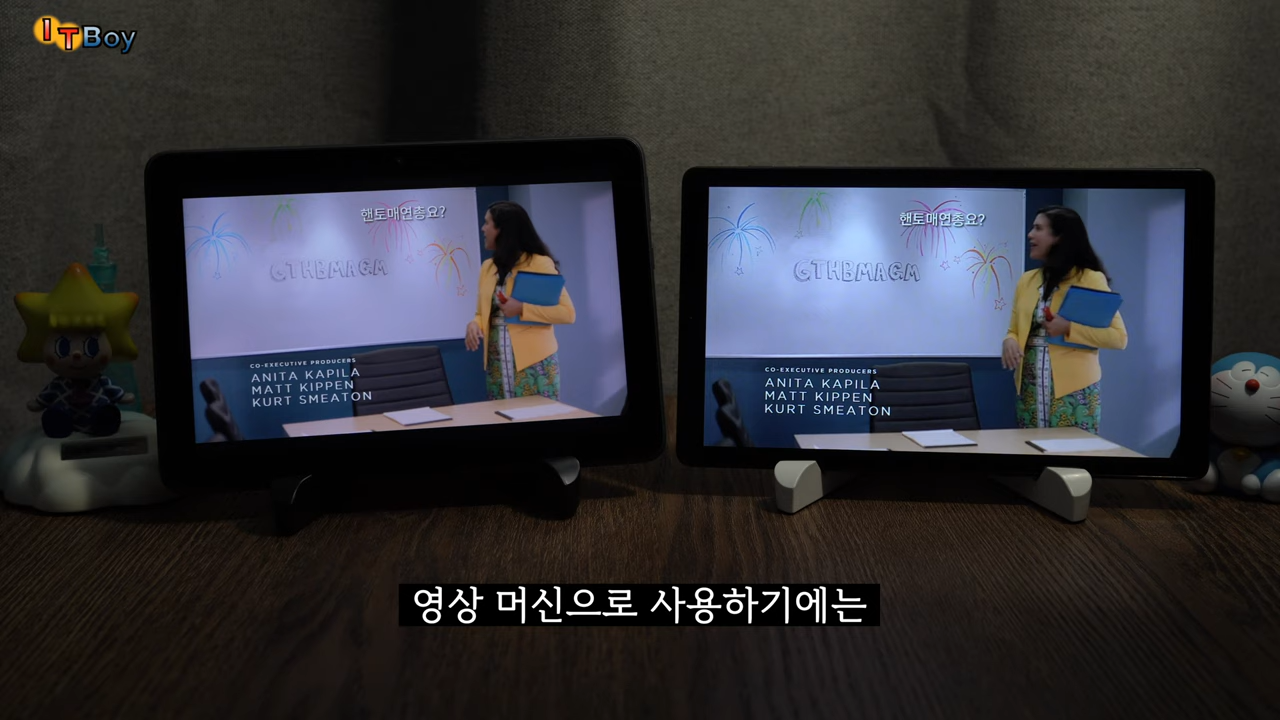 ITBoy
핸토매연총요?
GTHBMAGM
CO-EXECUTIVE PRODUCERS
ANITA KAPILA
MATT KIPPEN
KURT SMEATON
핸토매연총요?
GTHBMAGM
CO-EXECUTIVE PRODUCERS
ANITA KAPILA
MATT KIPPEN
KURT SMEATON
영상 머신으로 사용하기에는